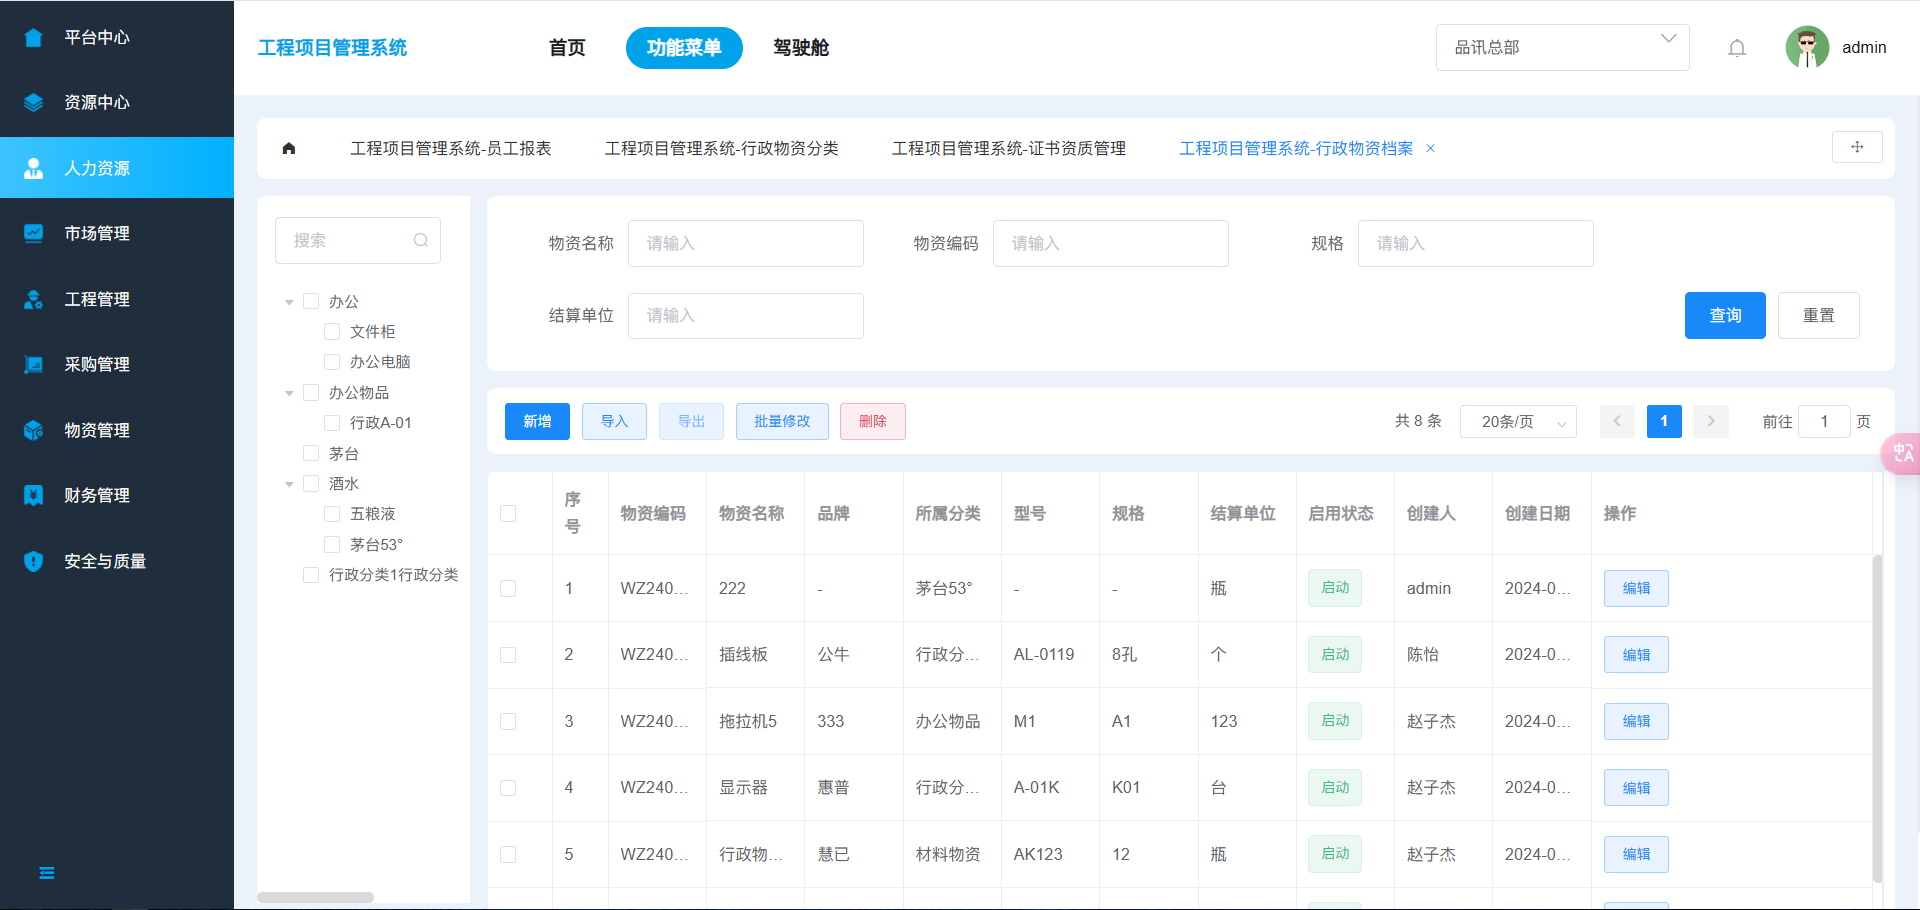 平台中心
资源中心
人力资源
市场管理
工程管理
采购管理
物资管理
财务管理
安全与质量
工程项目管理系统 首页 功能菜单 驾驶舱 品讯总部 admin
工程项目管理系统-员工报表 工程项目管理系统-行政物资分类 工程项目管理系统-证书资质管理 工程项目管理系统-行政物资档案 ×
搜索
办公
文件柜
办公电脑
办公物品
行政A-01
茅台
酒水
五粮液
茅台53°
行政分类1行政分类
物资名称 请输入 物资编码 请输入 规格 请输入
结算单位 请输入 查询 重置
新增 导入 导出 批量修改 删除 共 8 条 20条/页 1 前往 1 页
中A
序号 物资编码 物资名称 品牌 所属分类 型号 规格 结算单位 启用状态 创建人 创建日期 操作
1 WZ240... 222 - 茅台53° - - 瓶 启动 admin 2024-0... 编辑
2 WZ240... 插线板 公牛 行政分... AL-0119 8孔 个 启动 陈怡 2024-0... 编辑
3 WZ240... 拖拉机5 333 办公物品 M1 A1 123 启动 赵子杰 2024-0... 编辑
4 WZ240... 显示器 惠普 行政分... A-01K K01 台 启动 赵子杰 2024-0... 编辑
5 WZ240... 行政物... 慧已 材料物资 AK123 12 瓶 启动 赵子杰 2024-0... 编辑